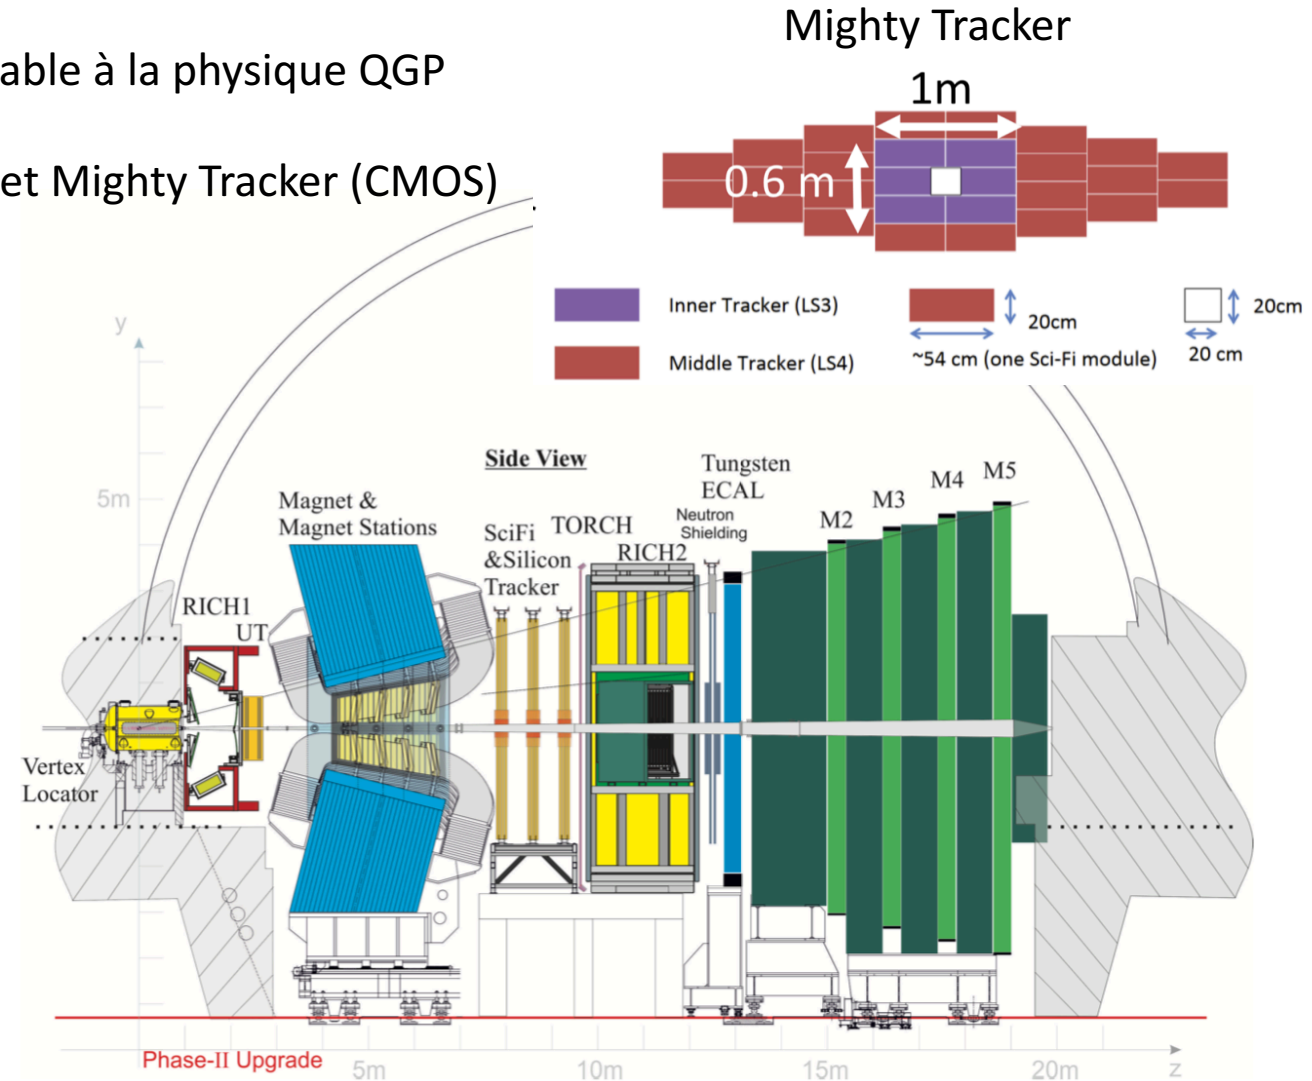 Mighty Tracker
able à la physique QGP
1m
et Mighty Tracker (CMOS)
0.6 m
Inner Tracker (LS3)
20cm
20cm
Middle Tracker (LS4)
~54 cm (one Sci-Fi module)
20 cm
y
5m
Side View
Magnet &
Magnet Stations
SciFi
&Silicon
Tracker
TORCH
RICH2
Tungsten
ECAL
Neutron
Shielding
M2
M3
M4
M5
RICH1
UT
Vertex
Locator
Phase-II Upgrade
5m
10m
15m
20m
z